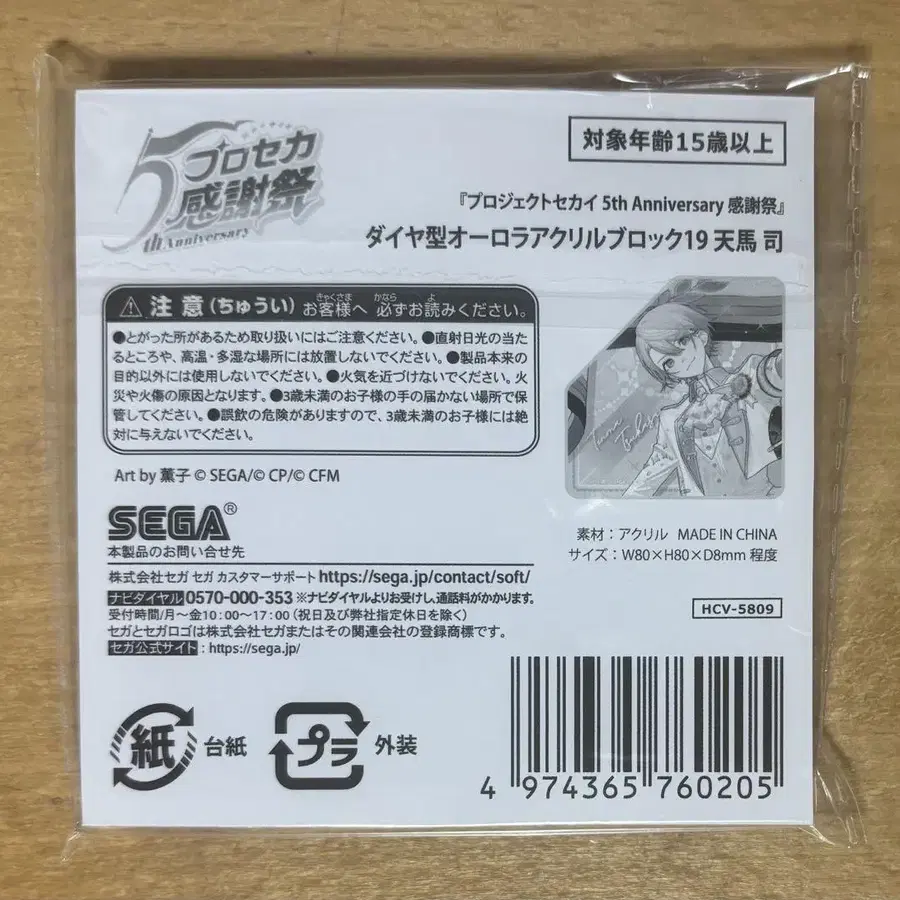 5th Anniversary
プロセカ
感謝祭
対象年齢15歳以上
『プロジェクトセカイ 5th Anniversary 感謝祭』
ダイヤ型オーロラアクリルブロック19 天馬 司
⚠注意(ちゅうい) お客様へ 必ずお読みください。
きゃくさま かなら よ
●とがった所があるため取り扱いにはご注意ください。●直射日光の当た
るところや、高温・多湿な場所には放置しないでください。●製品本来の
目的以外には使用しないでください。●火気を近づけないでください。火
災や火傷の原因となります。●3歳未満のお子様の手の届かない場所で保
管してください。●誤飲の危険がありますので、3歳未満のお子様には絶
対に与えないでください。
Art by 薫子 © SEGA/© CP/© CFM
SEGA®
本製品のお問い合せ先
株式会社セガ セガ カスタマーサポート https://sega.jp/contact/soft/
ナビダイヤル 0570-000-353 ※ナビダイヤルよりお受けし、通話料がかかります。
受付時間/月～金10:00～17:00(祝日及び弊社指定休日を除く)
セガとセガロゴは株式会社セガまたはその関連会社の登録商標です。
セガ公式サイト:https://sega.jp/
Tenma Tsukasa
素材:アクリル MADE IN CHINA
サイズ:W80×H80×D8mm 程度
HCV-5809
紙 台紙
プラ 外装
4 974365 760205